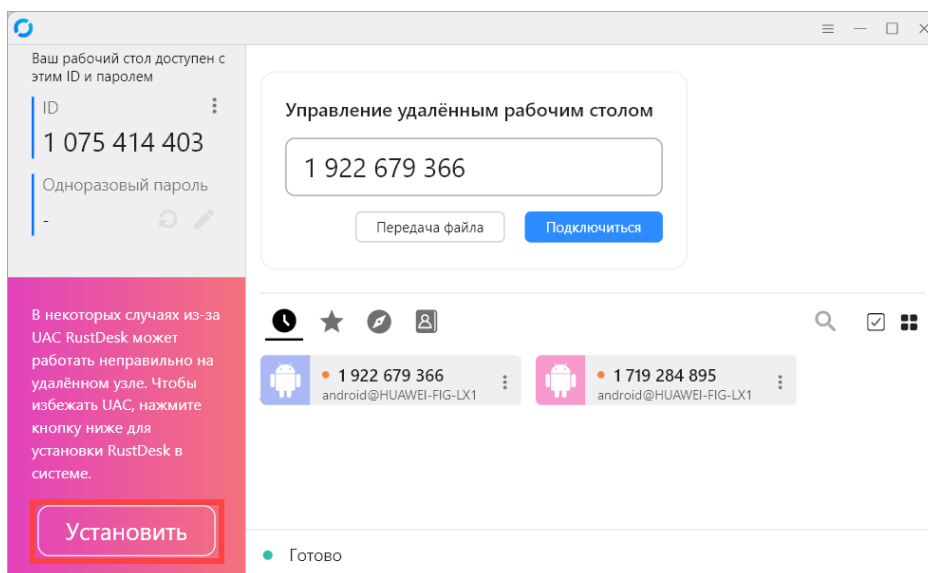 Ваш рабочий стол доступен с
этим ID и паролем
ID
1 075 414 403
Одноразовый пароль
-
В некоторых случаях из-за
UAC RustDesk может
работать неправильно на
удалённом узле. Чтобы
избежать UAC, нажмите
кнопку ниже для
установки RustDesk в
системе.
Установить
Управление удалённым рабочим столом
1 922 679 366
Передача файла
Подключиться
1 922 679 366
android@HUAWEI-FIG-LX1
1 719 284 895
android@HUAWEI-FIG-LX1
Готово